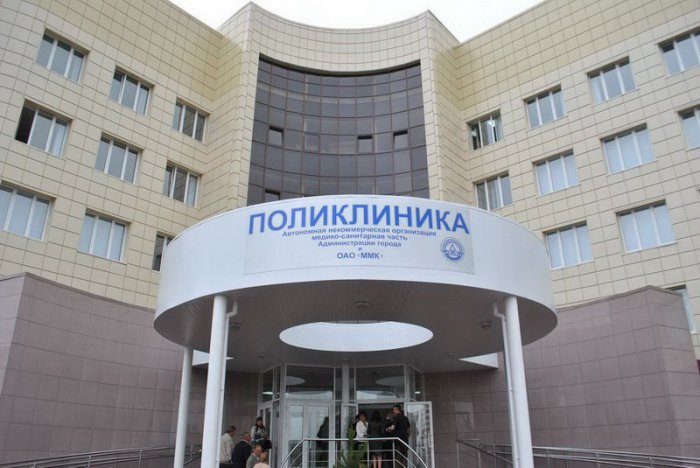 ПОЛИКЛИНИКА
Автономная некоммерческая организация
медико-санитарная часть
Администрации города
и
ОАО "ММК"